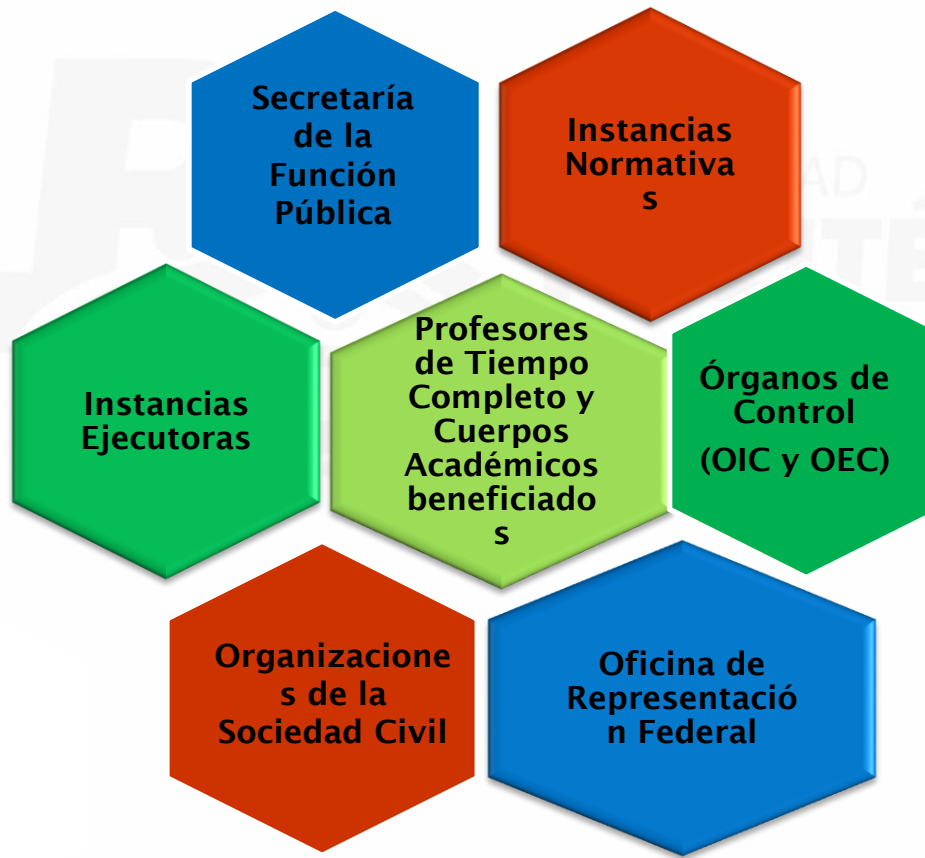 Secretaría
de la
Función
Pública
Instancias
Normativa
s
AD
Instancias
Ejecutoras
Profesores
de Tiempo
Completo y
Cuerpos
Académicos
beneficiado
s
Órganos de
Control
(OIC y OEC)
Organizacione
s de la
Sociedad Civil
Oficina de
Representació
n Federal